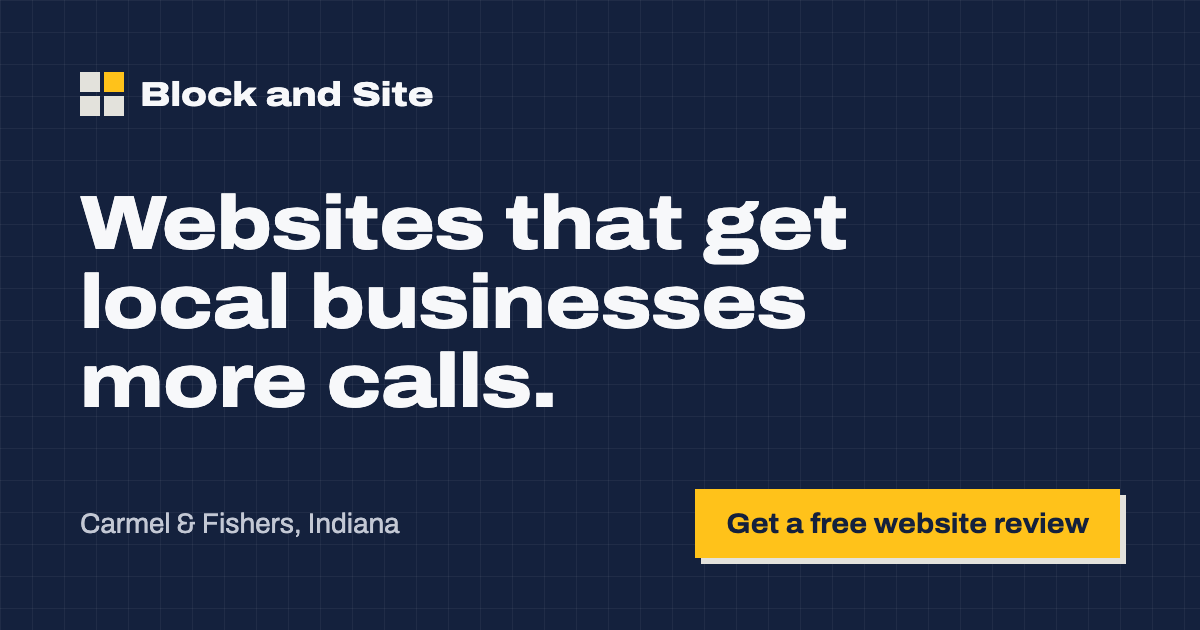 Block and Site
Websites that get
local businesses
more calls.
Carmel & Fishers, Indiana
Get a free website review